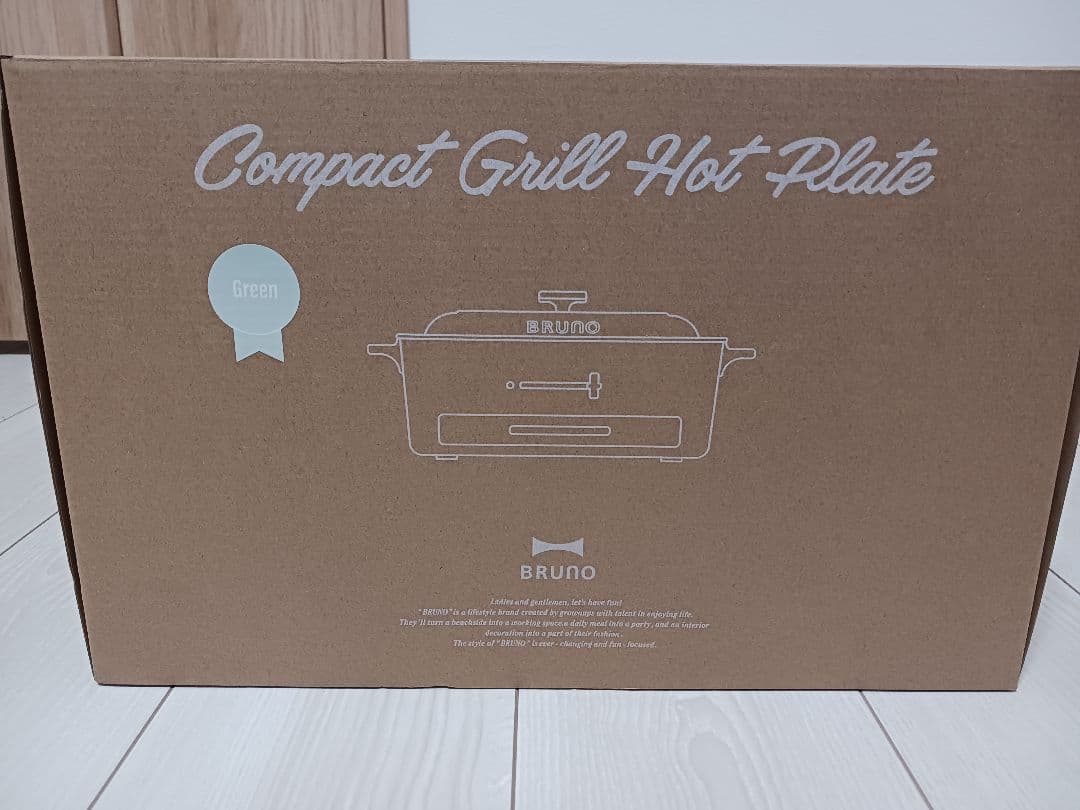 Compact Grill Hot Plate
Green
BRUNO
BRUNO
Ladies and gentlemen, let's have fun!
"BRUNO" is a lifestyle brand created by grownups with talent in enjoying life.
They'll turn a beachside into a working space,a daily meal into a party, and an interior
decoration into a part of their fashion.
The style of "BRUNO" is ever - changing and fun - focused.